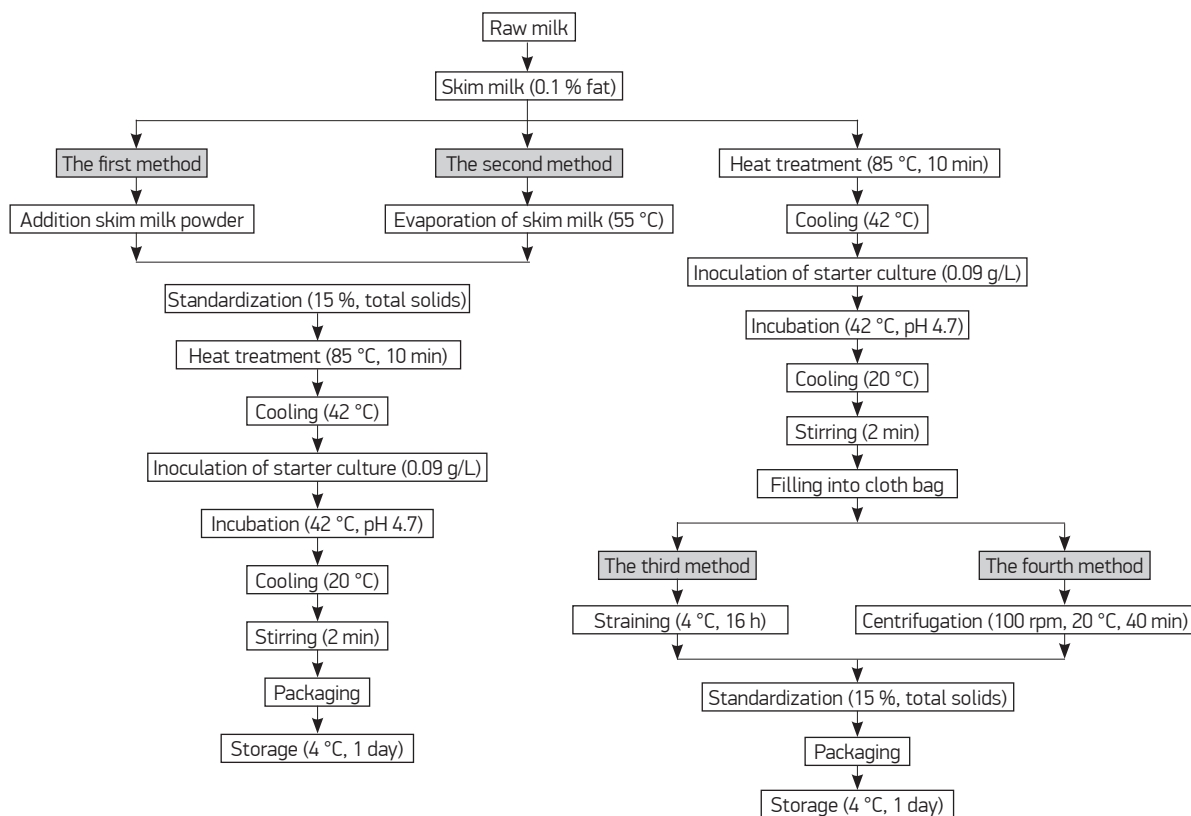 Raw milk
Skim milk (0.1 % fat)
The first method
The second method
Addition skim milk powder
Evaporation of skim milk (55 °C)
Standardization (15 %, total solids)
Heat treatment (85 °C, 10 min)
Cooling (42 °C)
Inoculation of starter culture (0.09 g/L)
Incubation (42 °C, pH 4.7)
Cooling (20 °C)
Stirring (2 min)
Packaging
Storage (4 °C, 1 day)
Heat treatment (85 °C, 10 min)
Cooling (42 °C)
Inoculation of starter culture (0.09 g/L)
Incubation (42 °C, pH 4.7)
Cooling (20 °C)
Stirring (2 min)
Filling into cloth bag
The third method
The fourth method
Straining (4 °C, 16 h)
Centrifugation (100 rpm, 20 °C, 40 min)
Standardization (15 %, total solids)
Packaging
Storage (4 °C, 1 day)